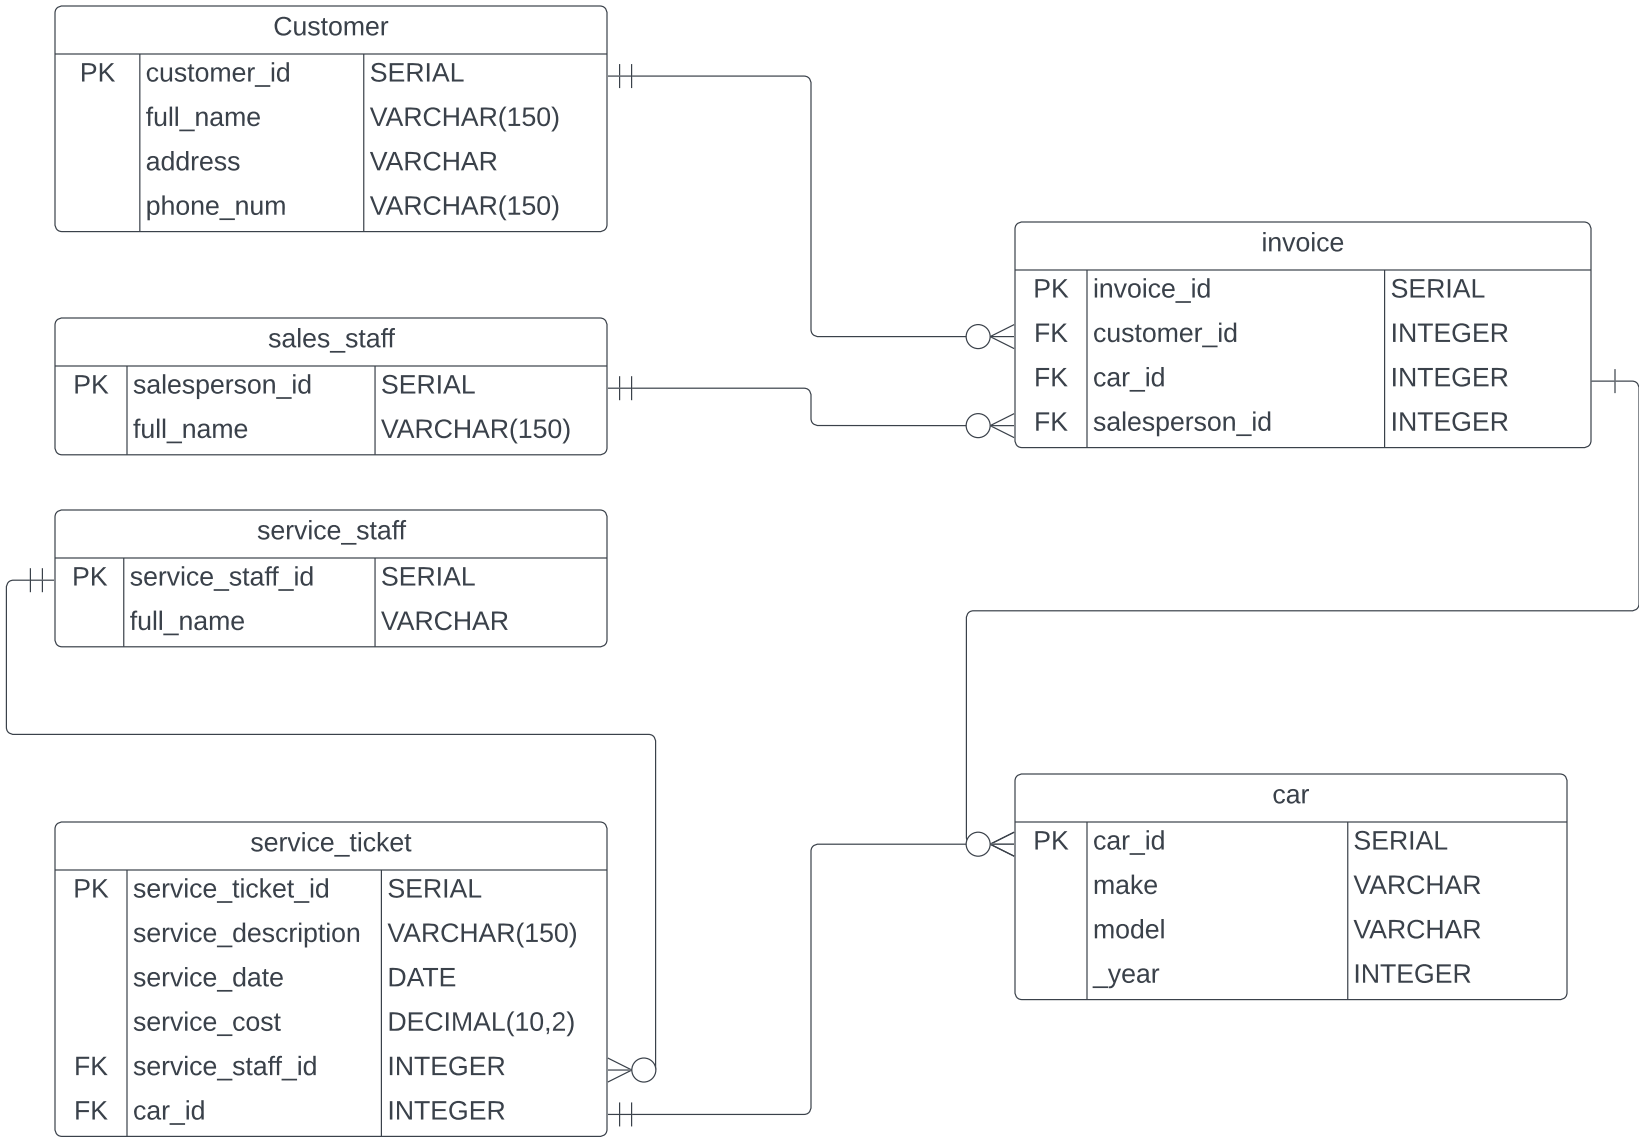 Customer
PK customer_id SERIAL
full_name VARCHAR(150)
address VARCHAR
phone_num VARCHAR(150)
invoice
PK invoice_id SERIAL
FK customer_id INTEGER
FK car_id INTEGER
FK salesperson_id INTEGER
sales_staff
PK salesperson_id SERIAL
full_name VARCHAR(150)
service_staff
PK service_staff_id SERIAL
full_name VARCHAR
car
PK car_id SERIAL
make VARCHAR
model VARCHAR
_year INTEGER
service_ticket
PK service_ticket_id SERIAL
service_description VARCHAR(150)
service_date DATE
service_cost DECIMAL(10,2)
FK service_staff_id INTEGER
FK car_id INTEGER